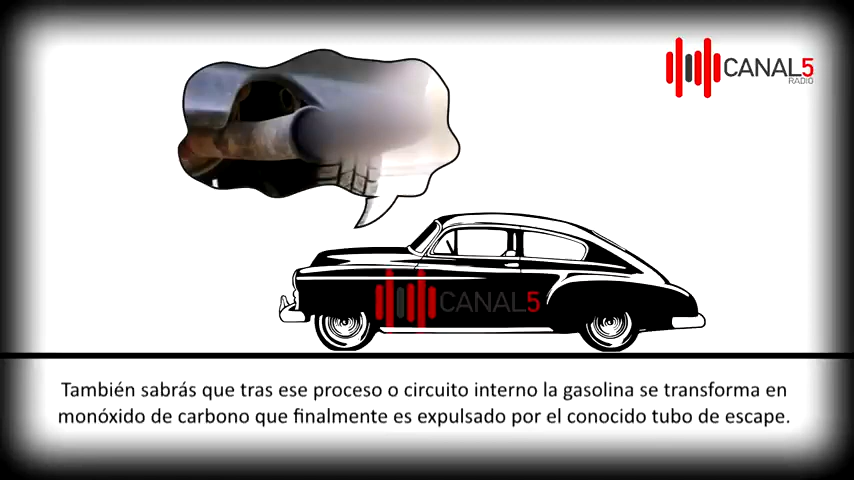 CANAL5
RADIO
CANAL5
También sabrás que tras ese proceso o circuito interno la gasolina se transforma en
monóxido de carbono que finalmente es expulsado por el conocido tubo de escape.